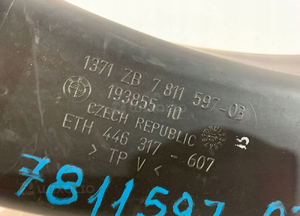 1371 ZB 7 811 597-03
193855 10
CZECH REPUBLIC
ETH 446 317 - 607
> TP V <
7811597